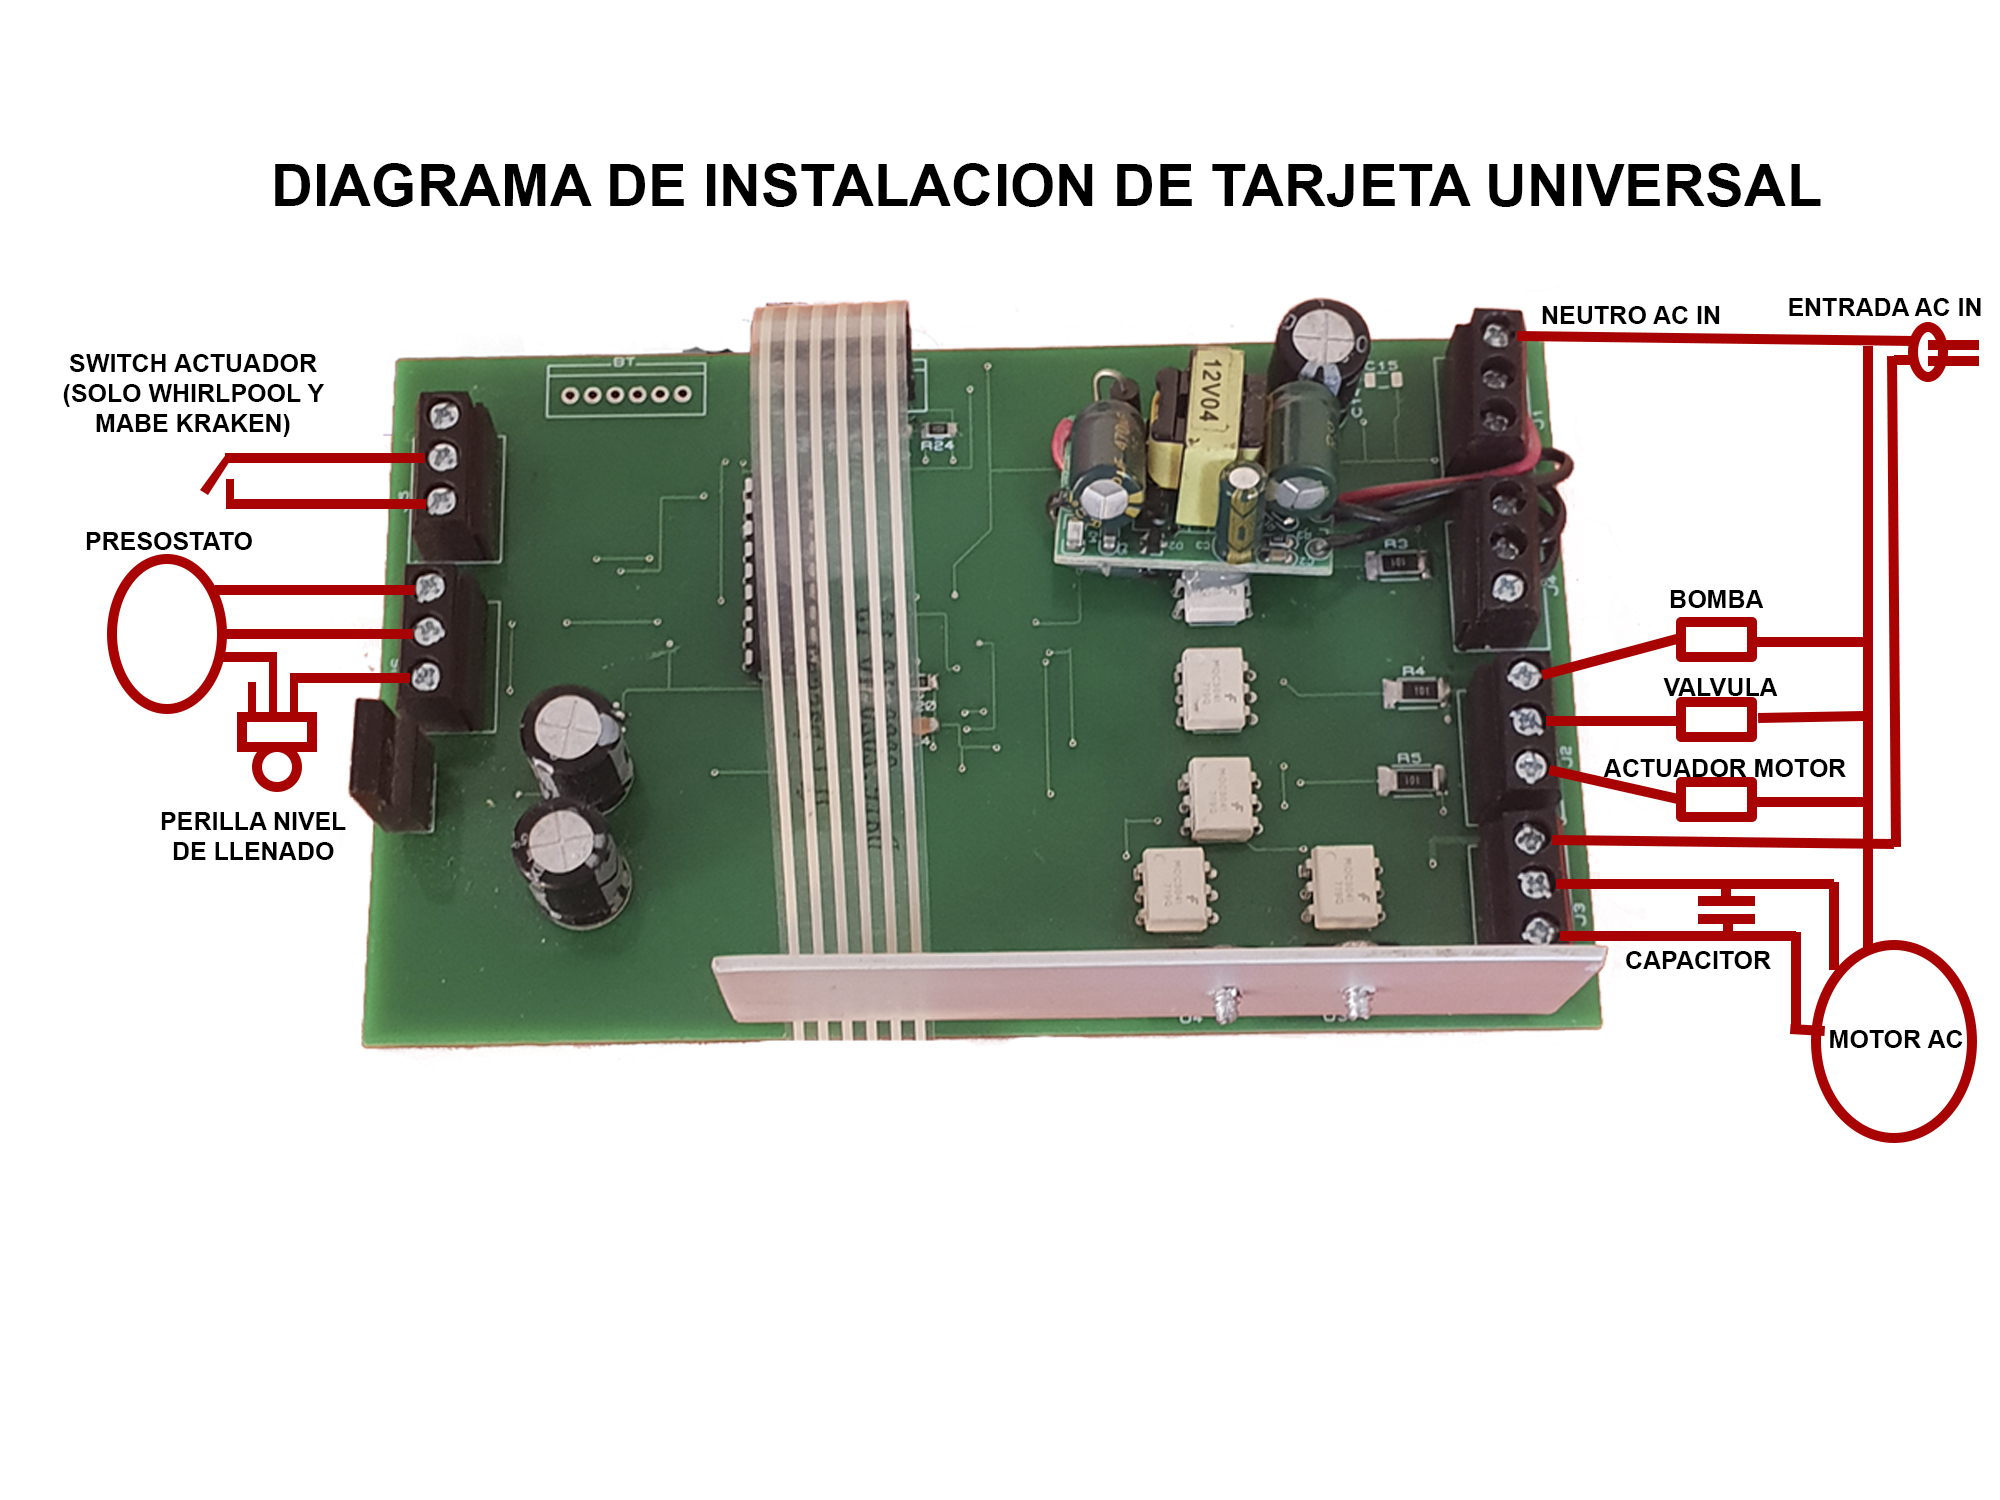 DIAGRAMA DE INSTALACION DE TARJETA UNIVERSAL
NEUTRO AC IN
ENTRADA AC IN
SWITCH ACTUADOR
(SOLO WHIRLPOOL Y
MABE KRAKEN)
PRESOSTATO
PERILLA NIVEL
DE LLENADO
BOMBA
VALVULA
ACTUADOR MOTOR
CAPACITOR
MOTOR AC
BT
R24
12V04
C15
J1
R3
J4
R4
101
R5
101
J2
J3